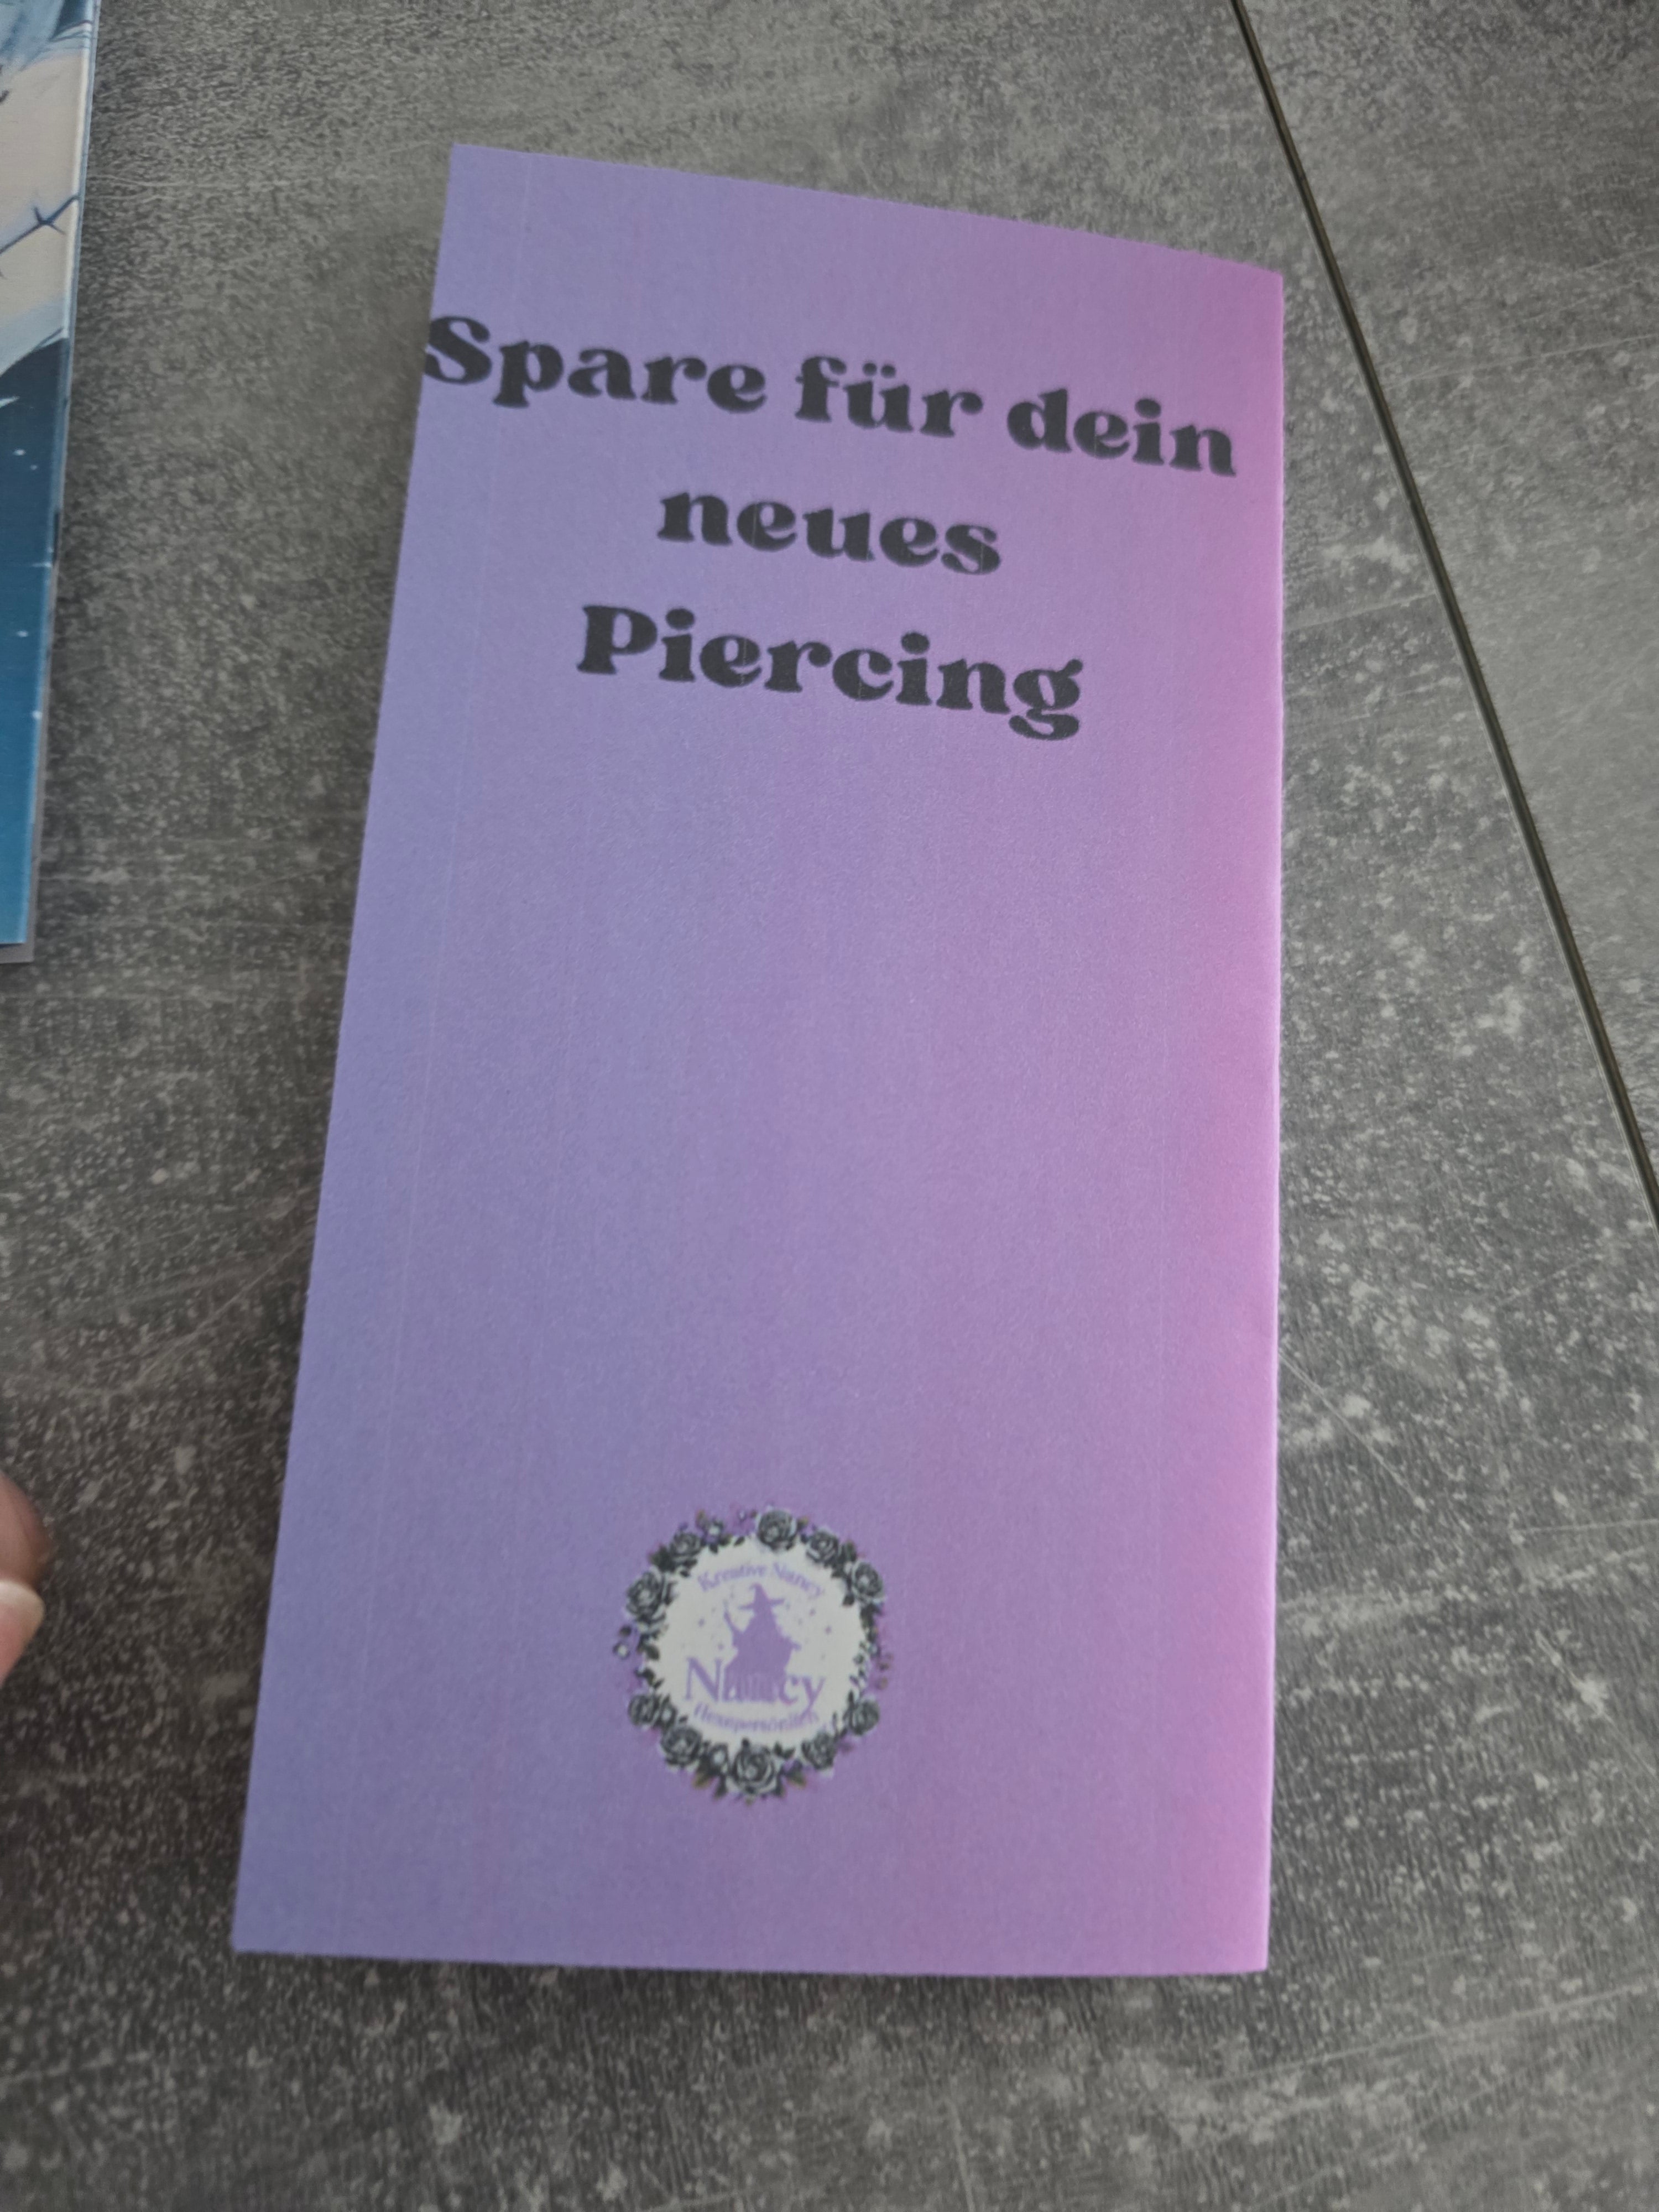 Spare für dein
neues
Piercing
Kreative Nancy
Nancy